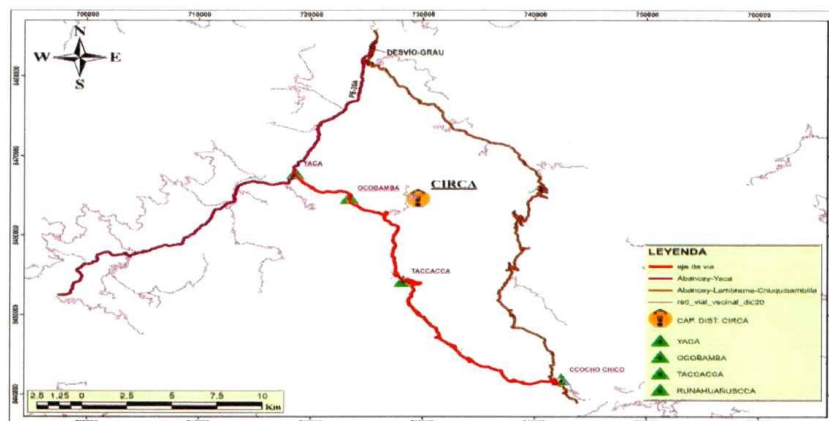 700000 710000 720000 730000 740000 750000 760000
N
W E
S
DESVIO-GRAU
YACA
OCOBAMBA
CIRCA
TACCACCA
CCOCHO CHICO
LEYENDA
eje de via
Abancay-Yaca
Abancay-Lambrama-Chuquibambilla
red_vial_vecinal_dic20
CAP. DIST. CIRCA
YACA
OCOBAMBA
TACCACCA
RUNAHUAÑUSCCA
2.5 1.25 0 2.5 5 7.5 10
Km